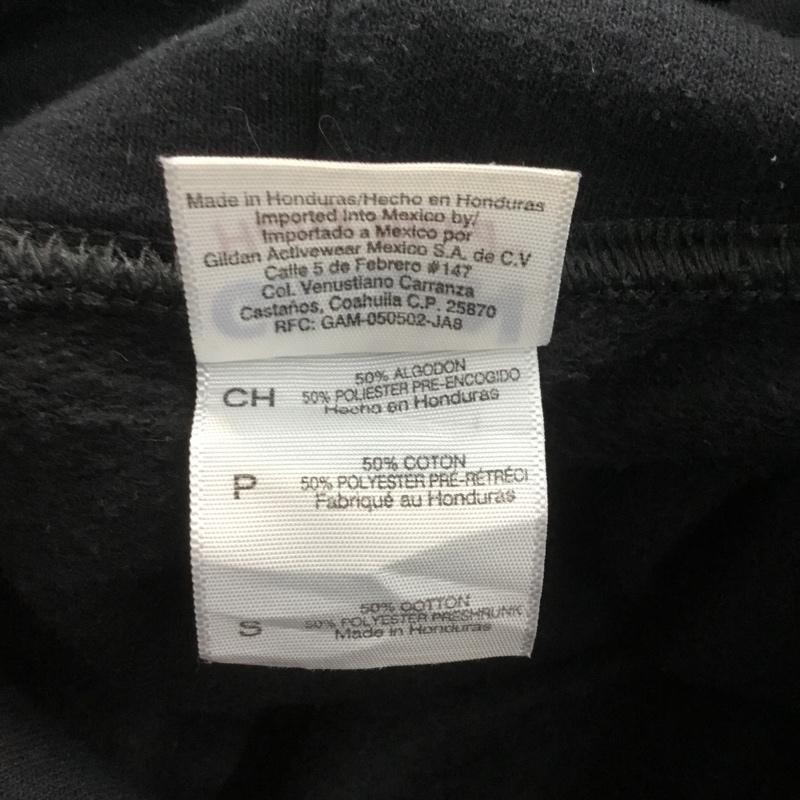 Made in Honduras/Hecho en Honduras
Imported Into Mexico by/
Importado a Mexico por
Gildan Activewear Mexico S.A. de C.V
Calle 5 de Febrero #147
Col. Venustiano Carranza
Castaños, Coahuila C.P. 25870
RFC: GAM-050502-JA8
CH
50% ALGODON
50% POLIESTER PRE-ENCOGIDO
Hecho en Honduras
P
50% COTON
50% POLYESTER PRÉ-RÉTRÉCI
Fabriqué au Honduras
S
50% COTTON
50% POLYESTER PRESHRUNK
Made in Honduras